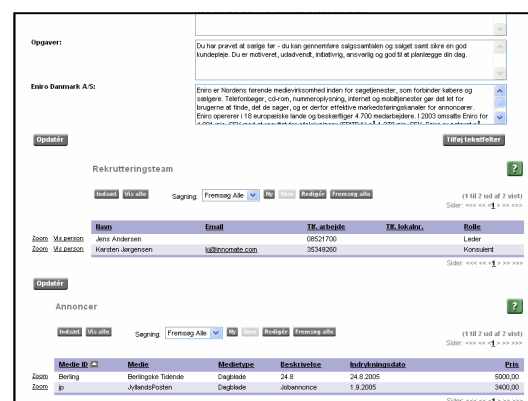 Opgaver:
Du har prøvet at sælge før - du kan gennemføre salgssamtalen og salget samt sikre en god
kundepleje. Du er motiveret, udadvendt, initiativrig, ansvarlig og god til at planlægge din dag.
Eniro Danmark A/S:
Eniro er Nordens førende medievirksomhed inden for søgetjenester, som forbinder købere og
sælgere. Telefonbøger, cd-rom, nummeroplysning, internet og mobiltjenester gør det let for
brugerne at finde, det de søger, og er derfor effektive markedsføringskanaler for annoncører.
Eniro opererer i 18 europæiske lande og beskæftiger 4.700 medarbejdere. I 2003 omsatte Eniro for
Opdatér
Tilføj tekstfelter
Rekrutteringsteam
?
Indsæt Vis alle Søgning: Fremsøg Alle Ny Gem Redigér Fremsøg alle
(1 til 2 ud af 2 vist)
Sider: <<< << <1 > >> >>>
Navn Email Tlf. arbejde Tlf. lokalnr. Rolle
Zoom Vis person Jens Andersen 08521700 Leder
Zoom Vis person Karsten Jørgensen kj@innomate.com 35349260 Konsulent
Sider: <<< << <1 > >> >>>
Opdatér
Annoncer
?
Indsæt Vis alle Søgning: Fremsøg Alle Ny Gem Redigér Fremsøg alle
(1 til 2 ud af 2 vist)
Sider: <<< << <1 > >> >>>
Medie ID Medie Medietype Beskrivelse Indrykningsdato Pris
Zoom Berling Berlingske Tidende Dagblade 24.8 24.8.2005 5000,00
Zoom jp JyllandsPosten Dagblade Jobannonce 1.9.2005 3400,00
Sider: <<< << <1 > >> >>>